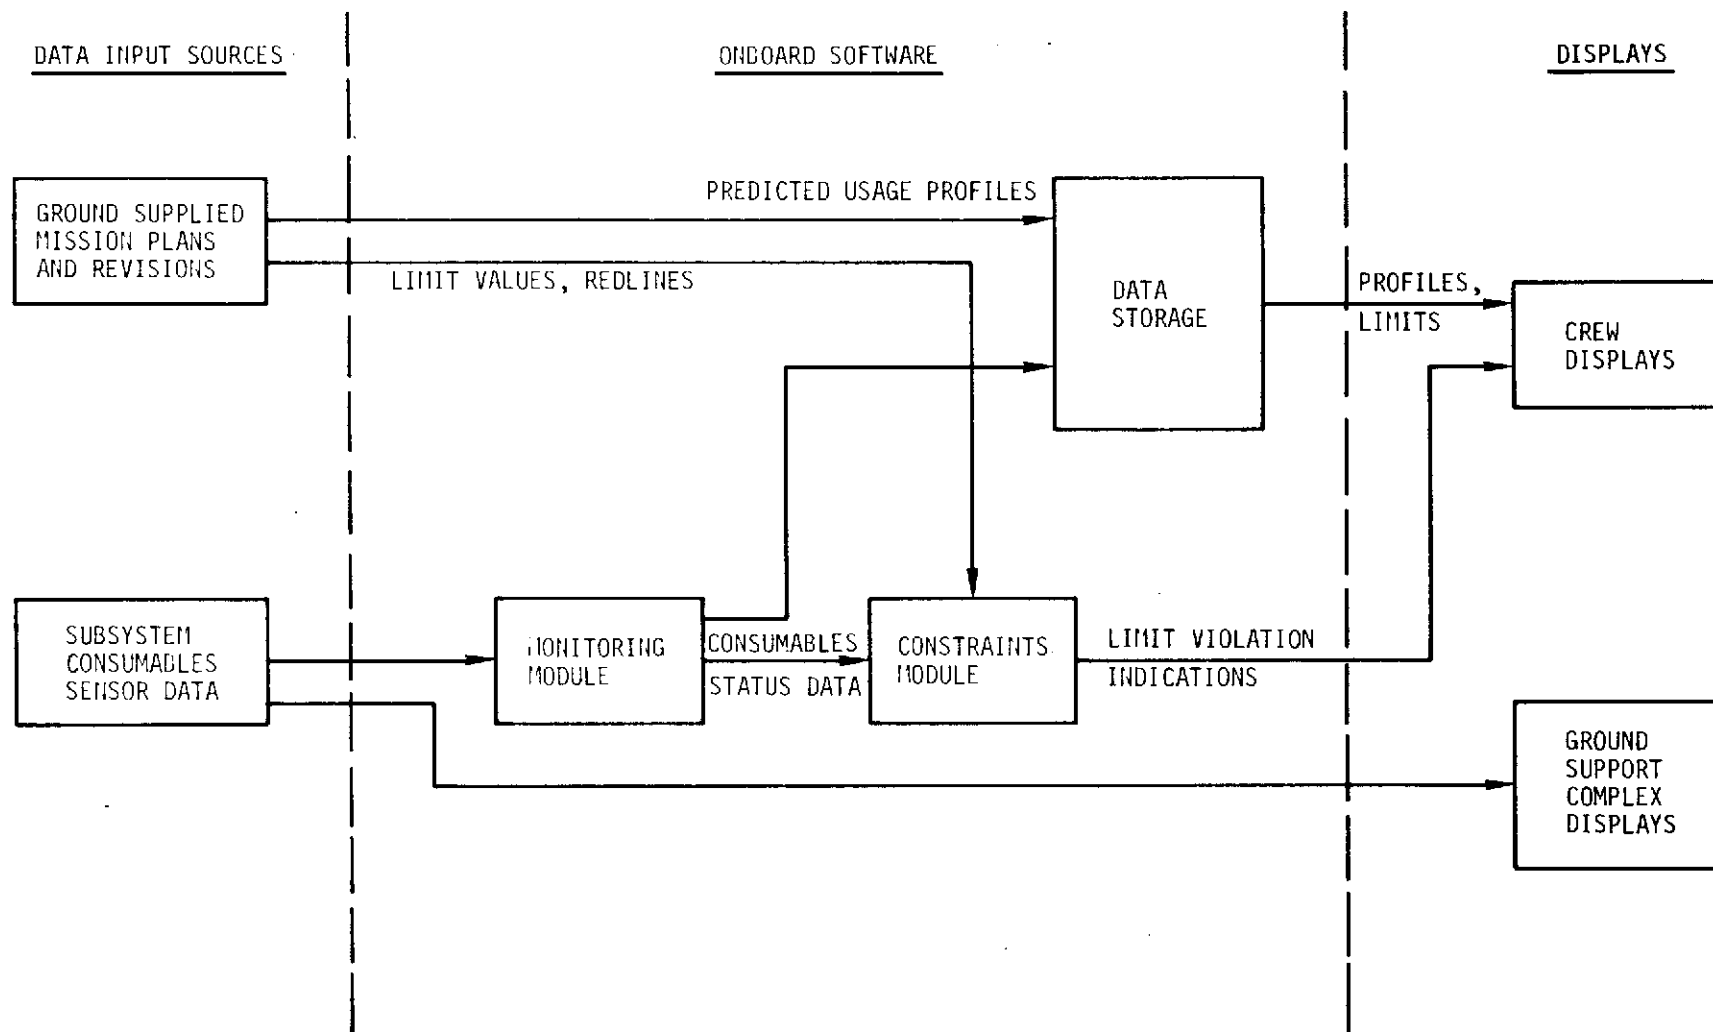 DATA INPUT SOURCES
ONBOARD SOFTWARE
DISPLAYS
GROUND SUPPLIED
MISSION PLANS
AND REVISIONS
PREDICTED USAGE PROFILES
LIMIT VALUES, REDLINES
DATA
STORAGE
PROFILES,
LIMITS
CREW
DISPLAYS
SUBSYSTEM
CONSUMABLES
SENSOR DATA
MONITORING
MODULE
CONSUMABLES
STATUS DATA
CONSTRAINTS
MODULE
LIMIT VIOLATION
INDICATIONS
GROUND
SUPPORT
COMPLEX
DISPLAYS